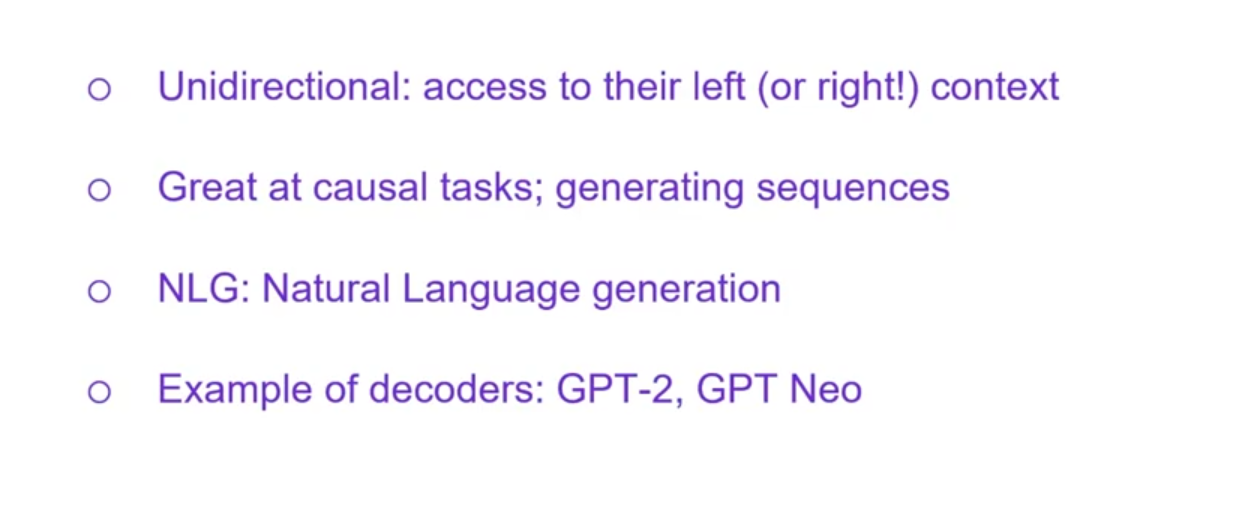 Unidirectional: access to their left (or right!) context
Great at causal tasks; generating sequences
NLG: Natural Language generation
Example of decoders: GPT-2, GPT Neo